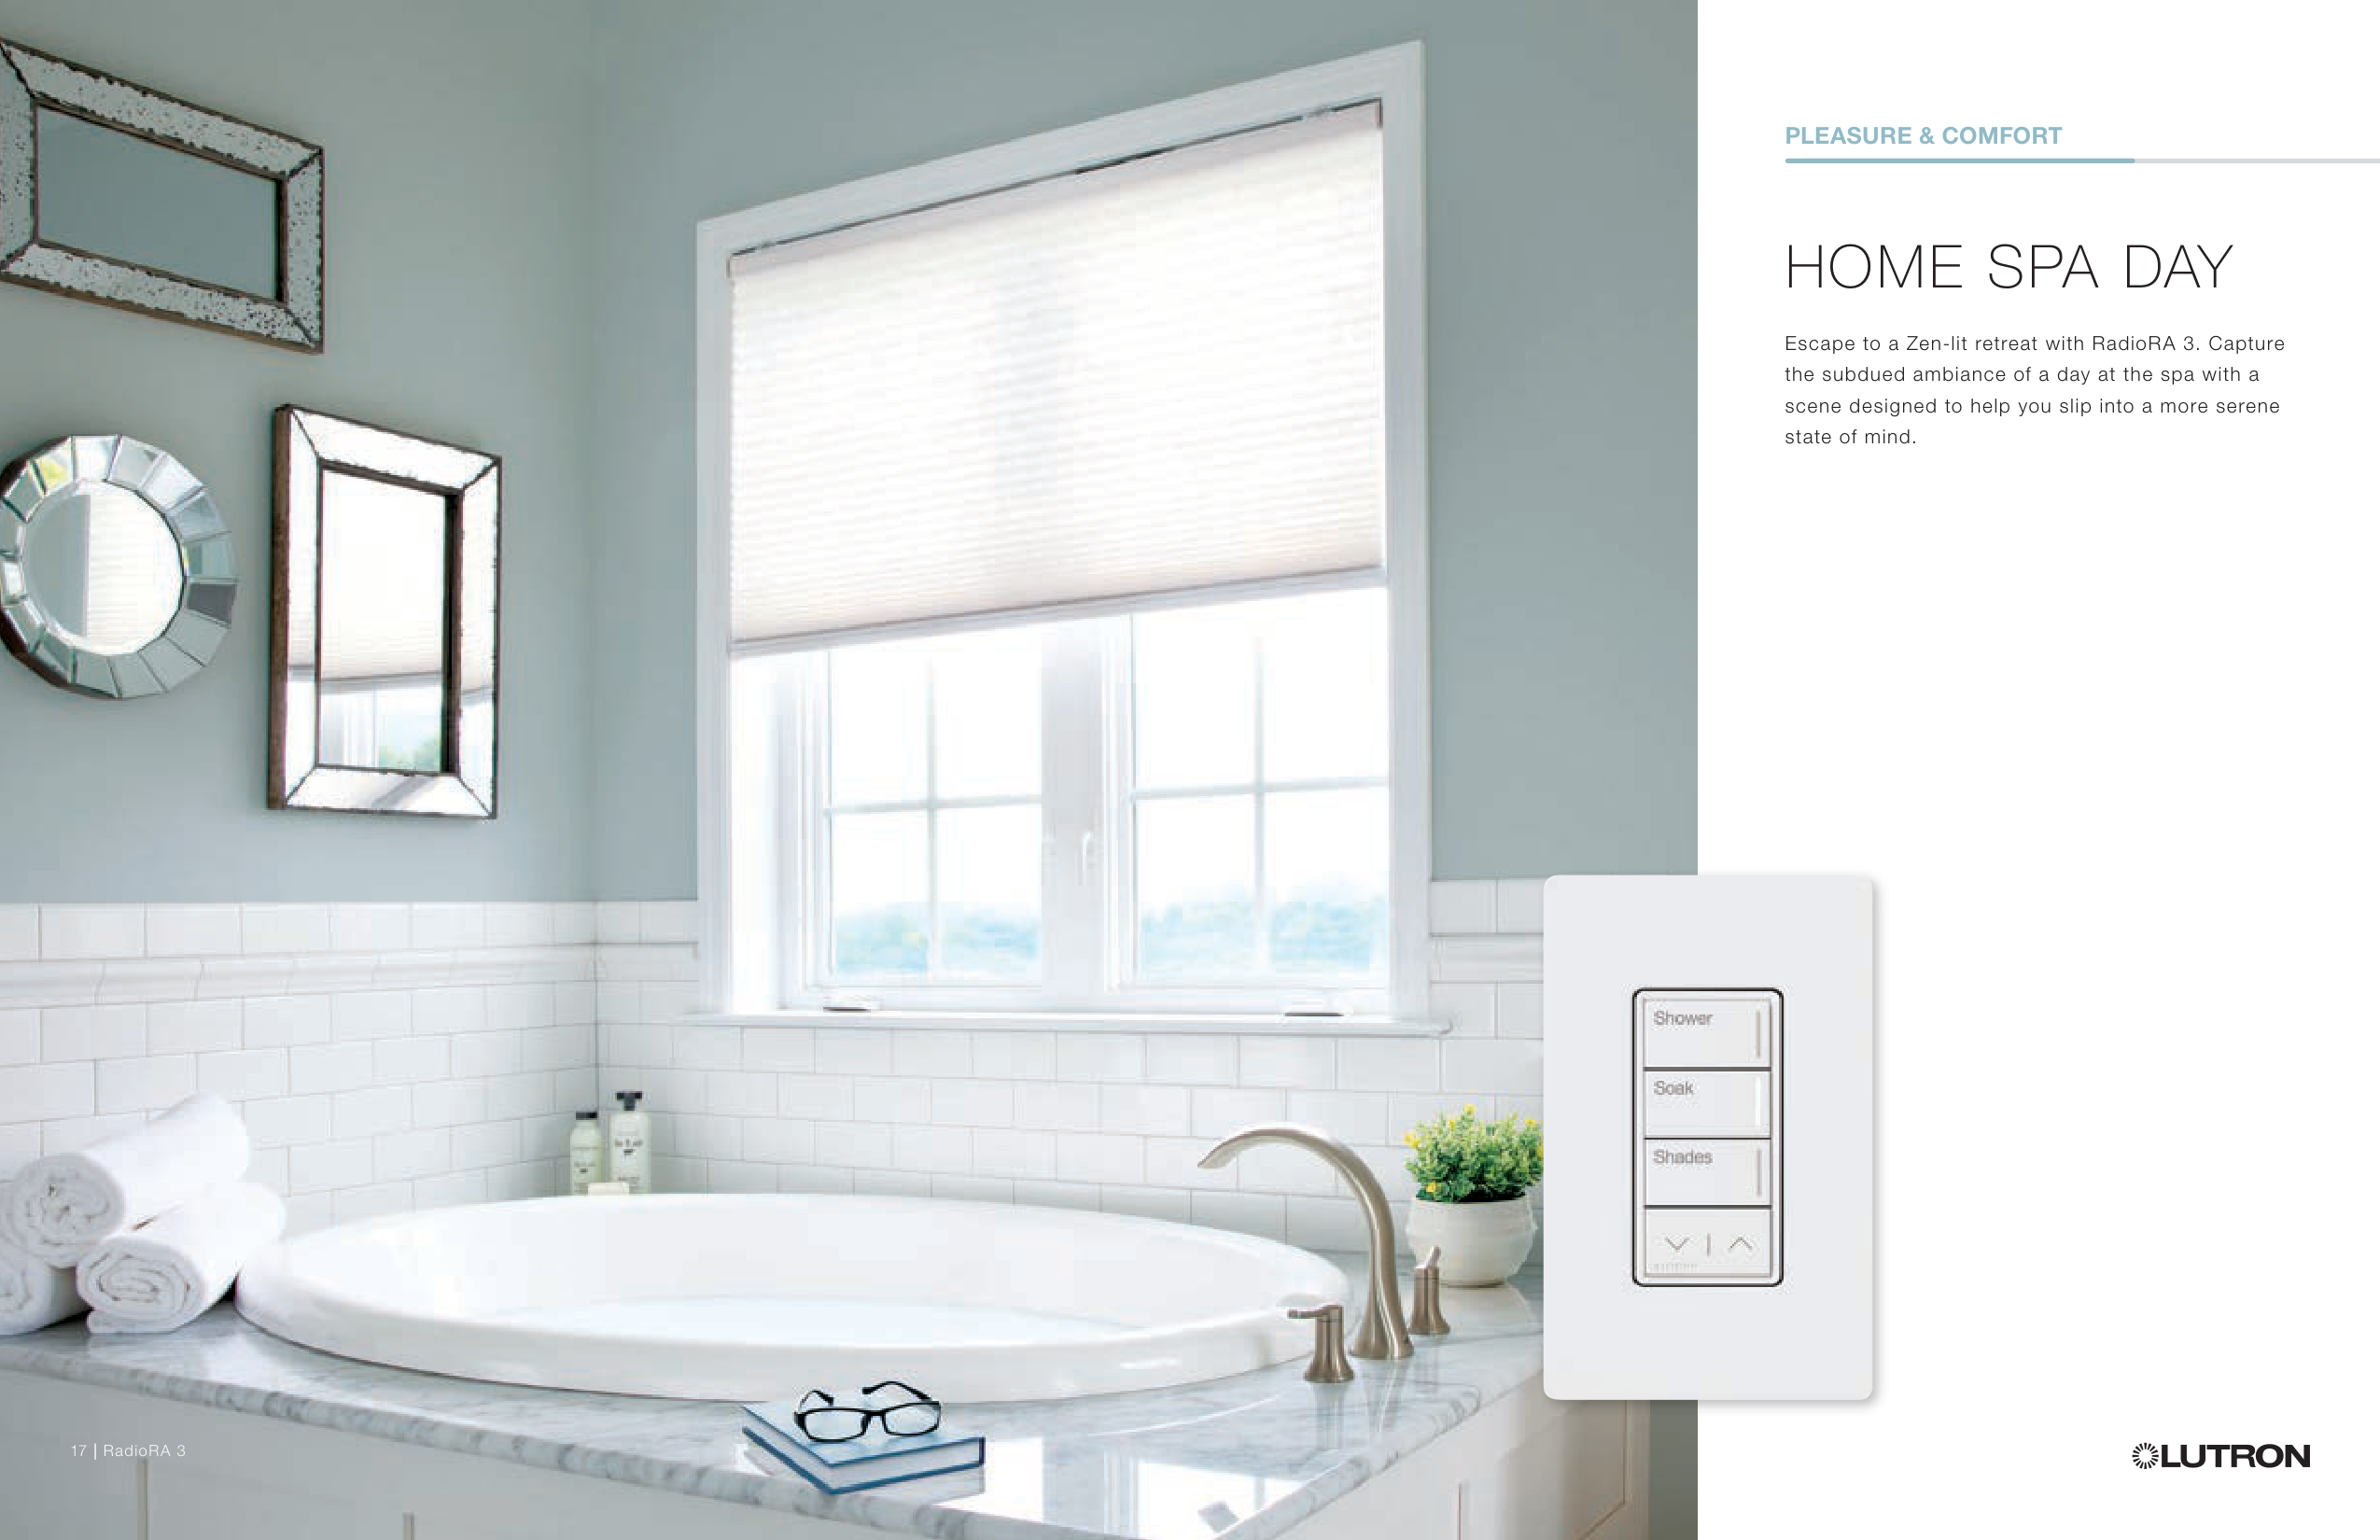 PLEASURE & COMFORT
HOME SPA DAY
Escape to a Zen-lit retreat with RadioRA 3. Capture
the subdued ambiance of a day at the spa with a
scene designed to help you slip into a more serene
state of mind.
Shower
Soak
Shades
17 | RadioRA 3
LUTRON